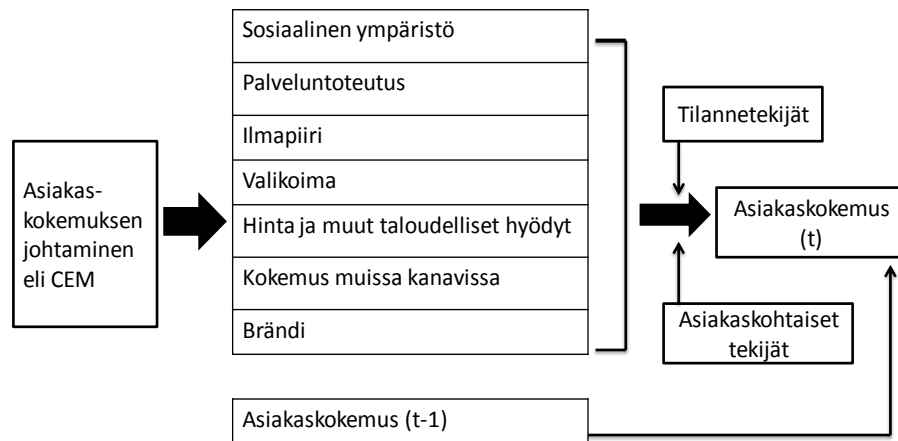 Sosiaalinen ympäristö
Palveluntoteutus
Ilmapiiri
Valikoima
Hinta ja muut taloudelliset hyödyt
Kokemus muissa kanavissa
Brändi
Asiakas-
kokemuksen
johtaminen
eli CEM
Tilannetekijät
Asiakaskokemus
(t)
Asiakaskohtaiset
tekijät
Asiakaskokemus (t-1)